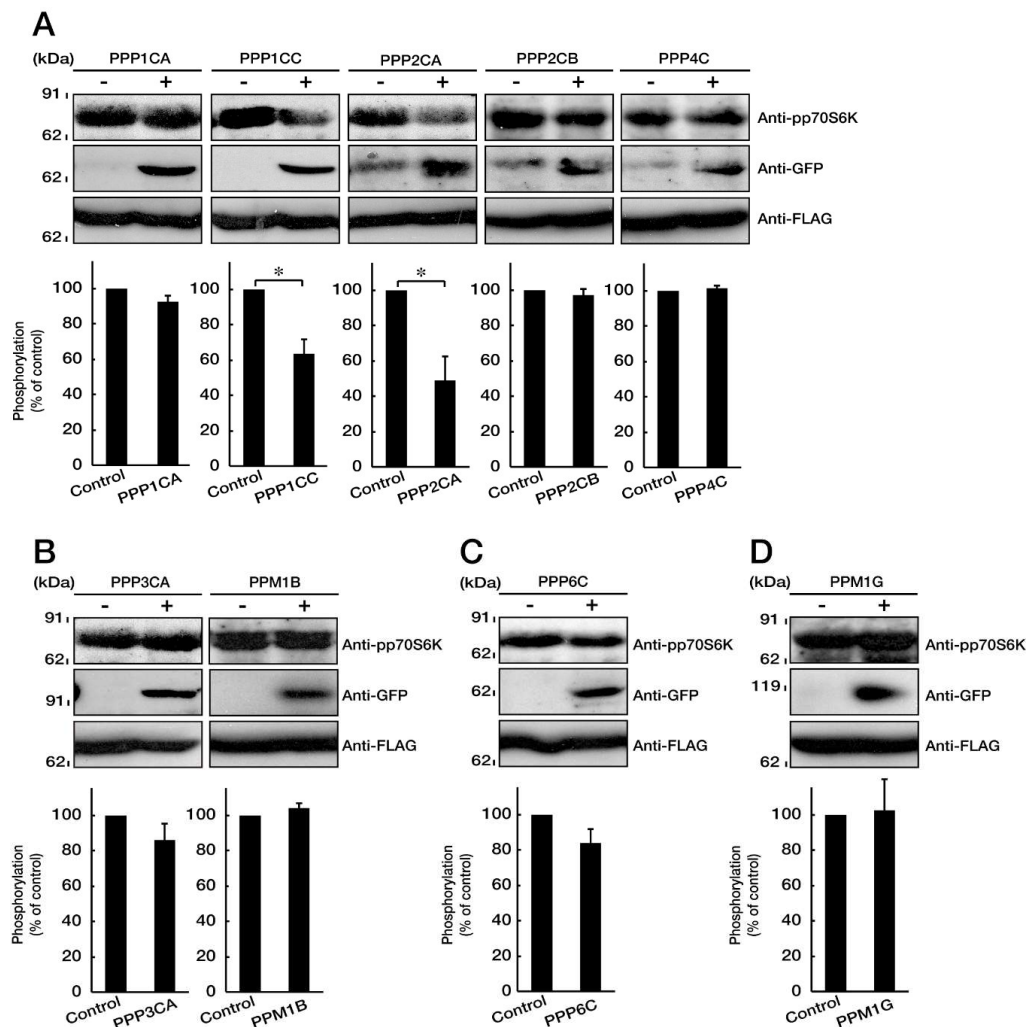 A
(kDa) PPP1CA PPP1CC PPP2CA PPP2CB PPP4C
- + - + - + - + - +
91
62
Anti-pp70S6K
62
Anti-GFP
62
Anti-FLAG
Phosphorylation
(% of control)
100 100 100 100 100
80 80 80 80 80
60 60 60 60 60
40 40 40 40 40
20 20 20 20 20
0 0 0 0 0
* *
Control PPP1CA Control PPP1CC Control PPP2CA Control PPP2CB Control PPP4C
B
(kDa) PPP3CA PPM1B
- + - +
91
62
Anti-pp70S6K
91
Anti-GFP
62
Anti-FLAG
Phosphorylation
(% of control)
100 100
80 80
60 60
40 40
20 20
0 0
Control PPP3CA Control PPM1B
C
(kDa) PPP6C
- +
91
62
Anti-pp70S6K
62
Anti-GFP
62
Anti-FLAG
Phosphorylation
(% of control)
100
80
60
40
20
0
Control PPP6C
D
(kDa) PPM1G
- +
91
62
Anti-pp70S6K
119
Anti-GFP
62
Anti-FLAG
Phosphorylation
(% of control)
100
80
60
40
20
0
Control PPM1G